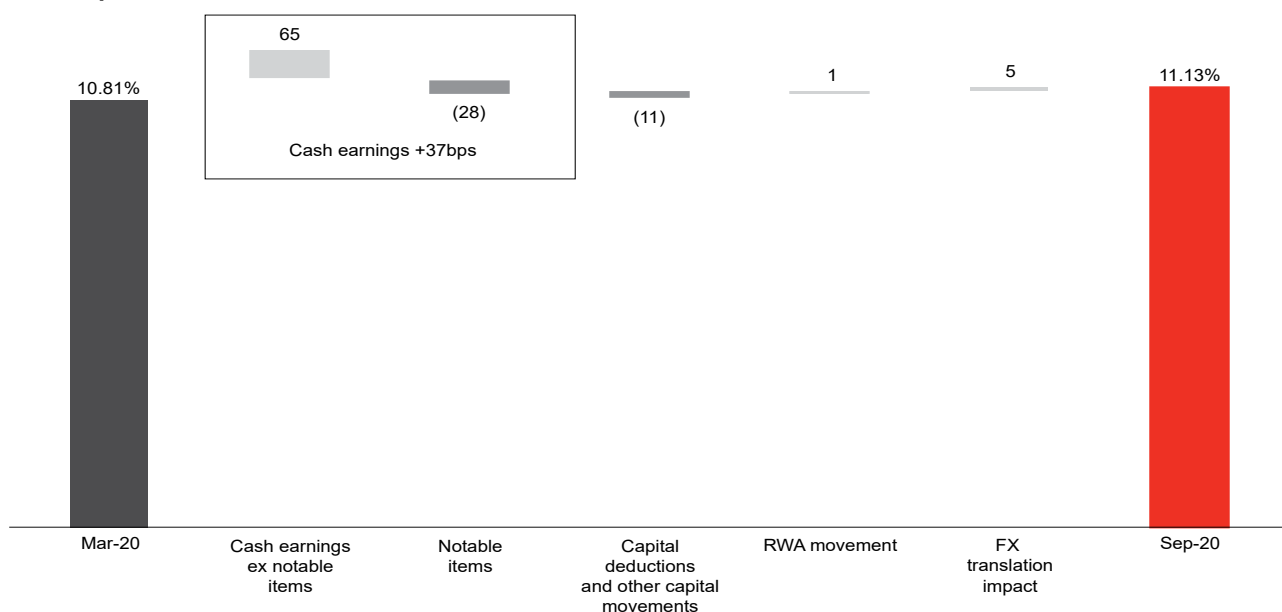 65
10.81%
(28)
Cash earnings +37bps
(11)
1
5
11.13%
Mar-20
Cash earnings
ex notable
items
Notable
items
Capital
deductions
and other capital
movements
RWA movement
FX
translation
impact
Sep-20